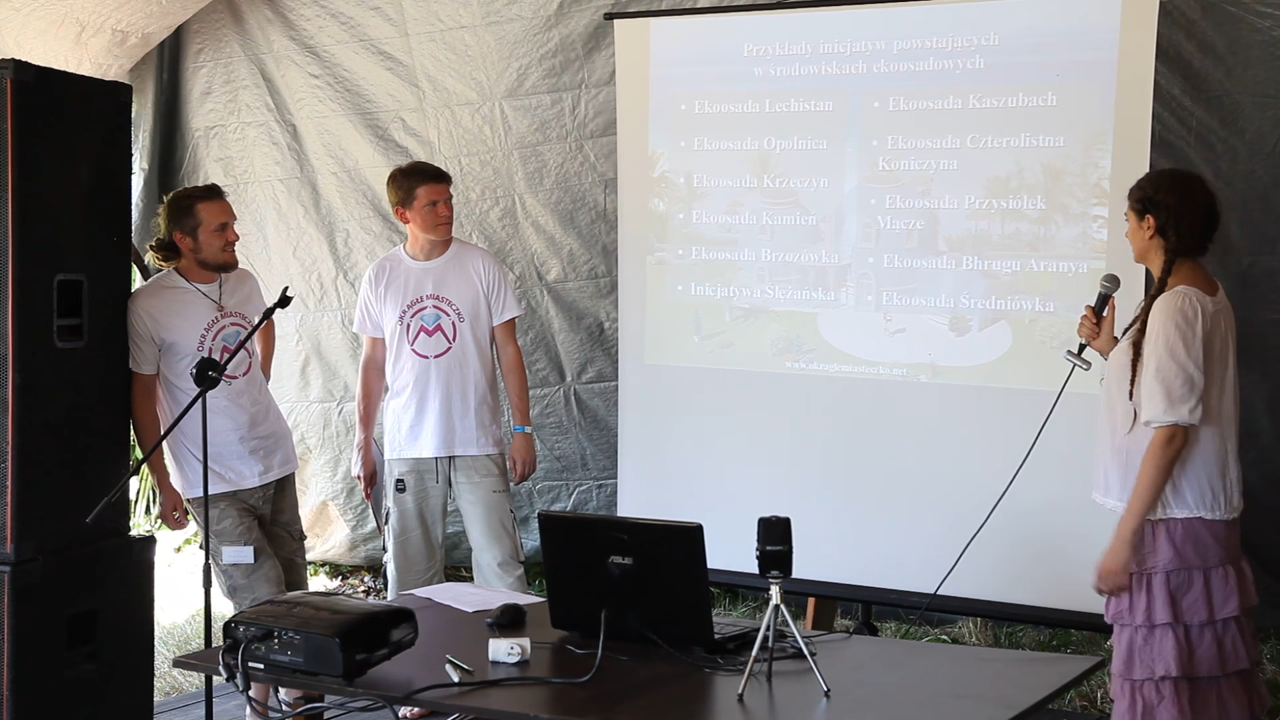 Przykłady inicjatyw powstających
w środowiskach ekoosadowych
• Ekoosada Lechistan
• Ekoosada Opolnica
• Ekoosada Krzeczyn
• Ekoosada Kamień
• Ekoosada Brzozówka
• Inicjatywa Ślężańska
• Ekoosada Kaszubach
• Ekoosada Czterolistna
Koniczyna
• Ekoosada Przysiółek
Mącze
• Ekoosada Bhrugu Aranya
• Ekoosada Średniówka
www.okraglemiasteczko.net
OKRĄGŁE MIASTECZKO
OKRĄGŁE MIASTECZKO
ASUS